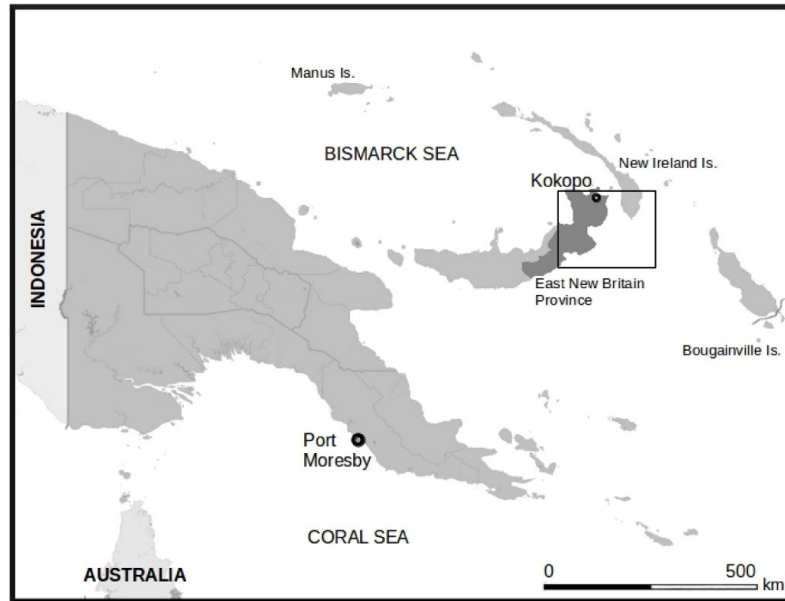 Manus Is.
BISMARCK SEA
New Ireland Is.
Kokopo
INDONESIA
East New Britain
Province
Bougainville Is.
Port
Moresby
CORAL SEA
AUSTRALIA
0 500
km